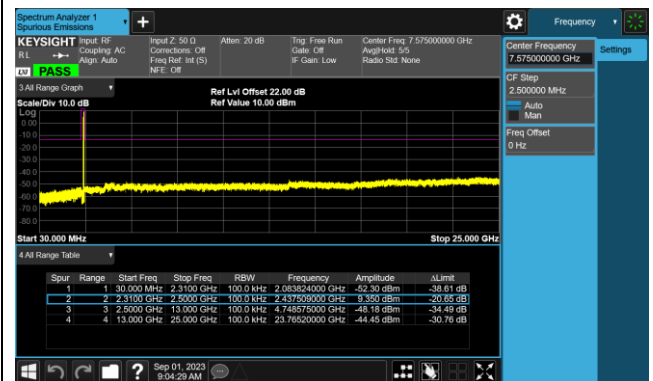 Spectrum Analyzer 1
Spurious Emissions
+
Frequency
KEYSIGHT
RL
LXI
PASS
Input: RF
Coupling: AC
Align: Auto
Input Z: 50 Ω
Corrections: Off
Freq Ref: Int (S)
NFE: Off
Atten: 20 dB
Trig: Free Run
Gate: Off
IF Gain: Low
Center Freq: 7.575000000 GHz
Avg|Hold: 5/5
Radio Std: None
3 All Range Graph
Scale/Div 10.0 dB
Ref Lvl Offset 22.00 dB
Ref Value 10.00 dBm
Log
0.00
-10.0
-20.0
-30.0
-40.0
-50.0
-60.0
-70.0
-80.0
Start 30.000 MHz
Stop 25.000 GHz
4 All Range Table
Spur Range Start Freq Stop Freq RBW Frequency Amplitude ΔLimit
1 1 30.000 MHz 2.3100 GHz 100.0 kHz 2.083824000 GHz -52.30 dBm -38.61 dB
2 2 2.3100 GHz 2.5000 GHz 100.0 kHz 2.437509000 GHz 9.350 dBm -20.65 dB
3 3 2.5000 GHz 13.000 GHz 100.0 kHz 4.748575000 GHz -48.18 dBm -34.49 dB
4 4 13.000 GHz 25.000 GHz 100.0 kHz 23.76520000 GHz -44.45 dBm -30.76 dB
Center Frequency
7.575000000 GHz
Settings
CF Step
2.500000 MHz
Auto
Man
Freq Offset
0 Hz
?
Sep 01, 2023
9:04:29 AM